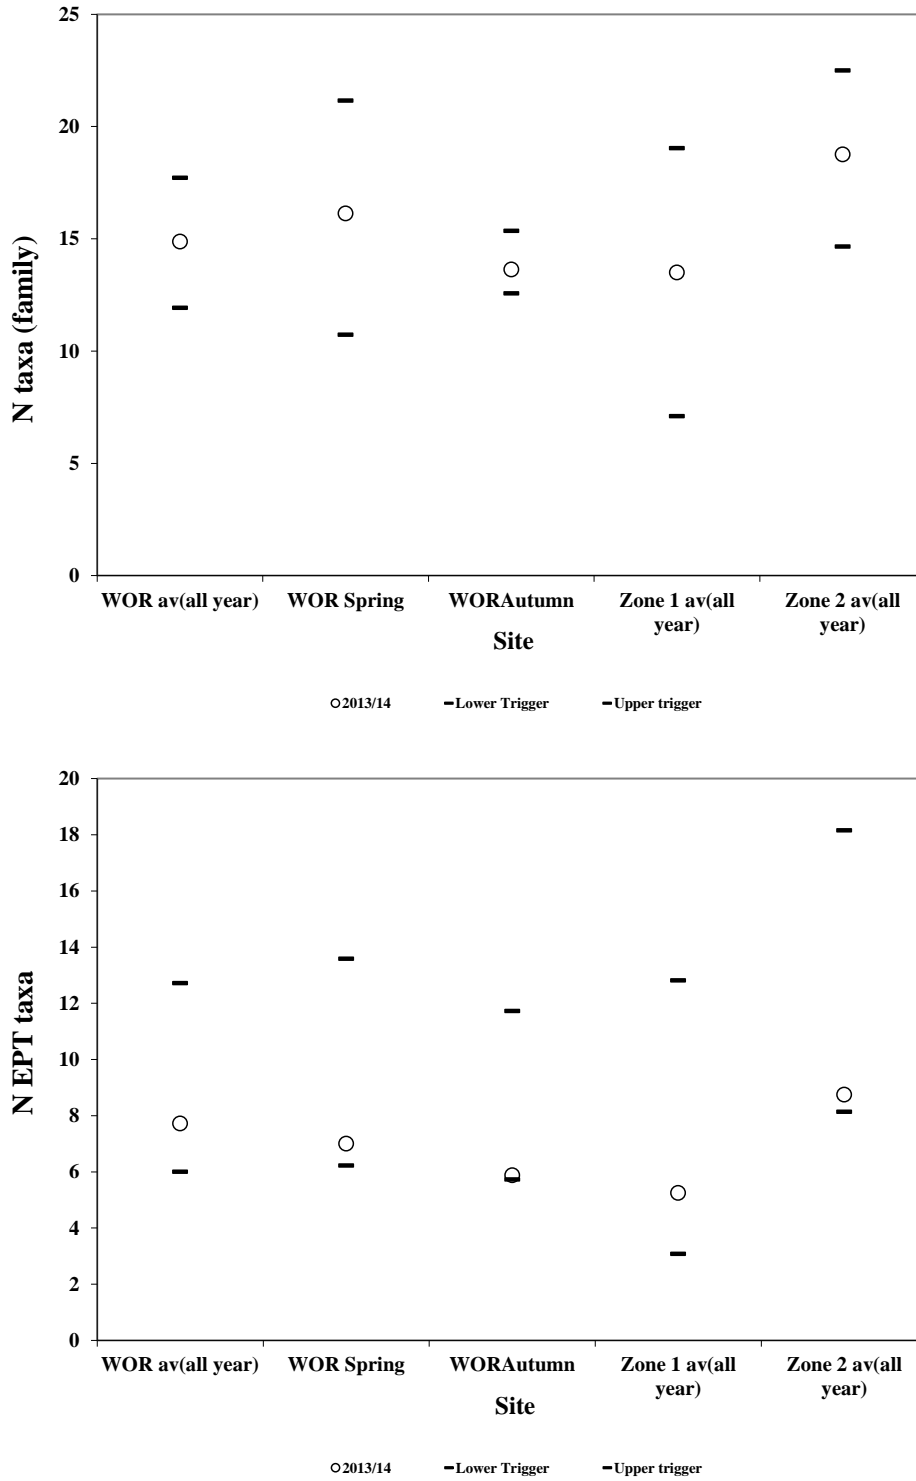 25
20
15
10
5
0
N taxa (family)
WOR av(all year) WOR Spring WORAutumn Zone 1 av(all year) Zone 2 av(all year)
Site
2013/14 Lower Trigger Upper trigger
20
18
16
14
12
10
8
6
4
2
0
N EPT taxa
WOR av(all year) WOR Spring WORAutumn Zone 1 av(all year) Zone 2 av(all year)
Site
2013/14 Lower Trigger Upper trigger